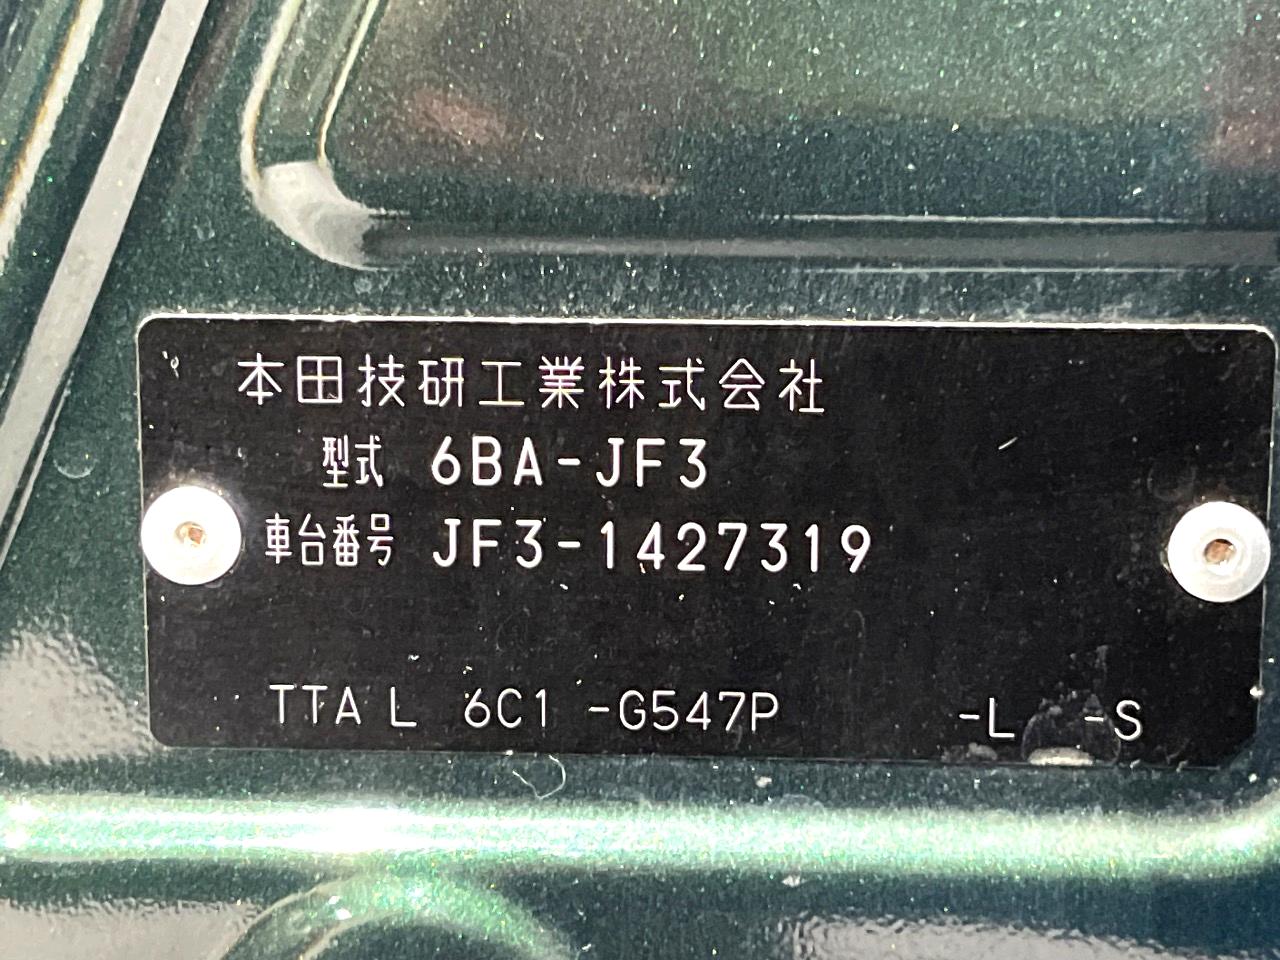 本田技研工業株式会社
型式 6BA-JF3
車台番号 JF3-1427319
TTA L 6C1 -G547P -L -S